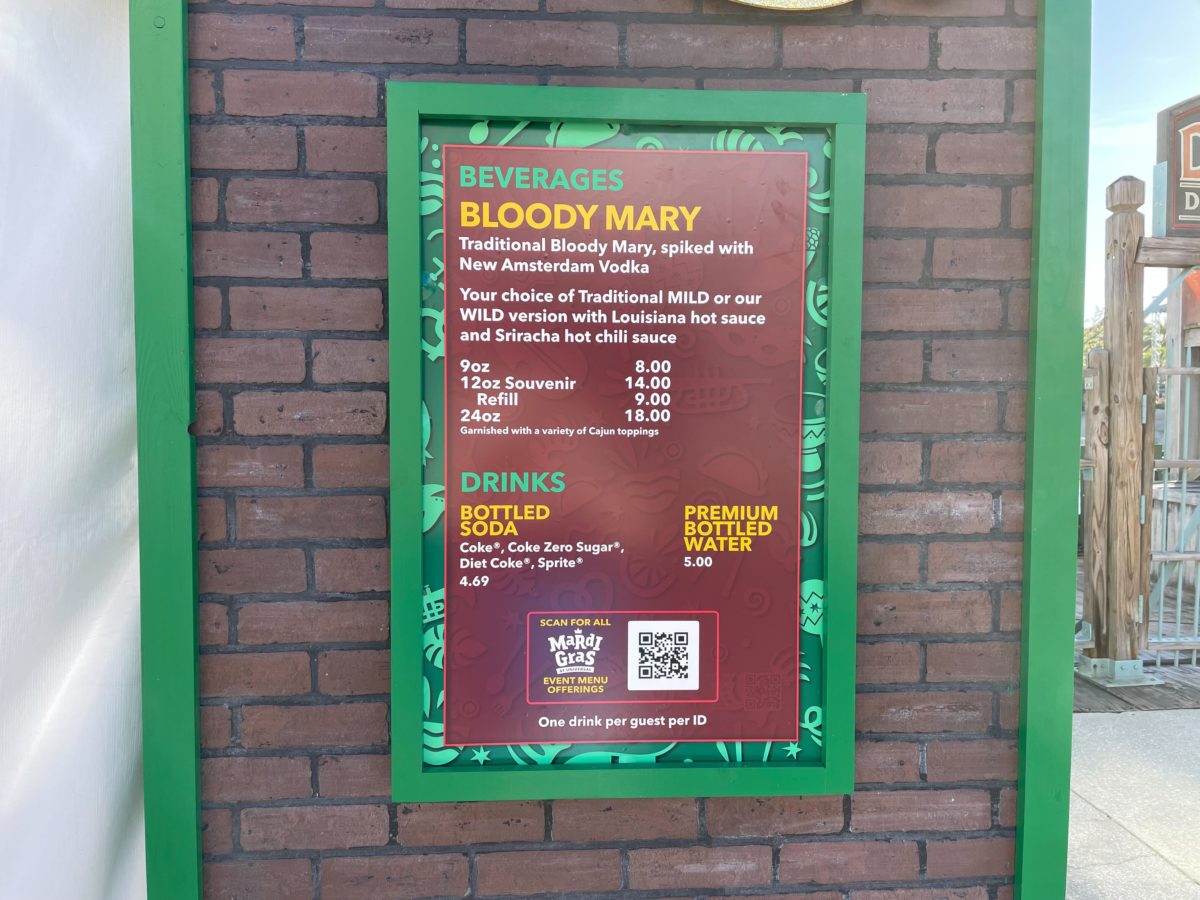 BEVERAGES
BLOODY MARY
Traditional Bloody Mary, spiked with
New Amsterdam Vodka
Your choice of Traditional MILD or our
WILD version with Louisiana hot sauce
and Sriracha hot chili sauce
9oz 8.00
12oz Souvenir 14.00
Refill 9.00
24oz 18.00
Garnished with a variety of Cajun toppings
DRINKS
BOTTLED
SODA
Coke®, Coke Zero Sugar®,
Diet Coke®, Sprite®
4.69
PREMIUM
BOTTLED
WATER
5.00
SCAN FOR ALL
MaRdi
GRaS
AT UNIVERSAL
EVENT MENU
OFFERINGS
One drink per guest per ID